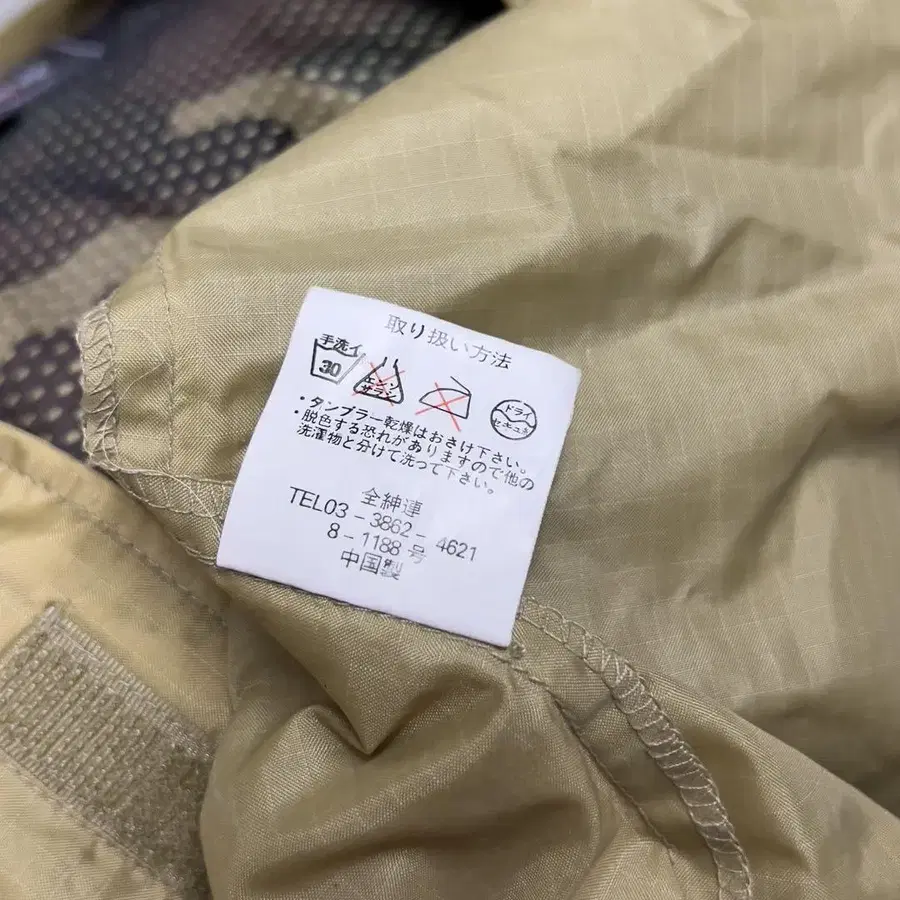 取り扱い方法
手洗イ
30
エンソ
サラシ
ドライ
セキユ系
・タンブラー乾燥はおさけ下さい。
・脱色する恐れがありますので他の
洗濯物と分けて洗って下さい。
全紳連
TEL03-3862-4621
8-1188号
中国製